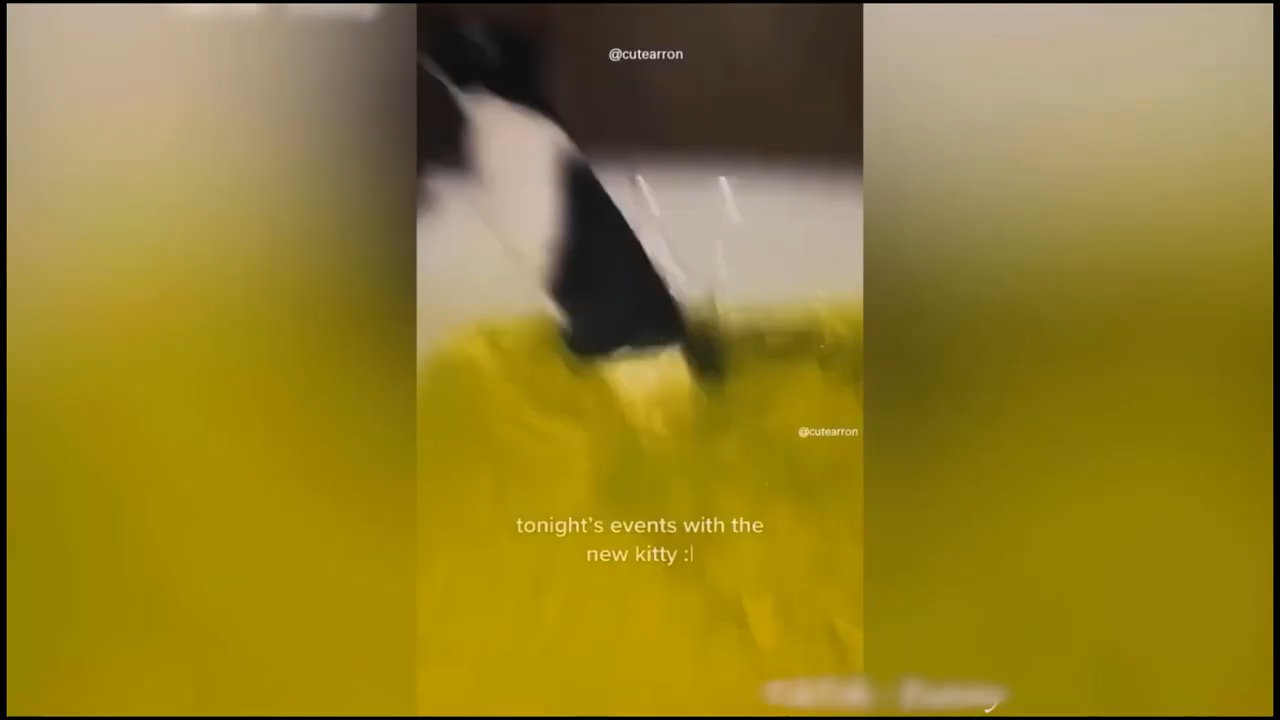 @cutearron
@cutearron
tonight's events with the
new kitty :|